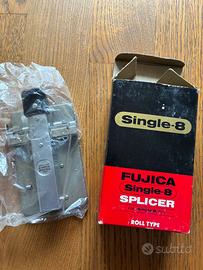 Single-8
FUJICA
Single-8
SPLICER
ROLL TYPE
subito